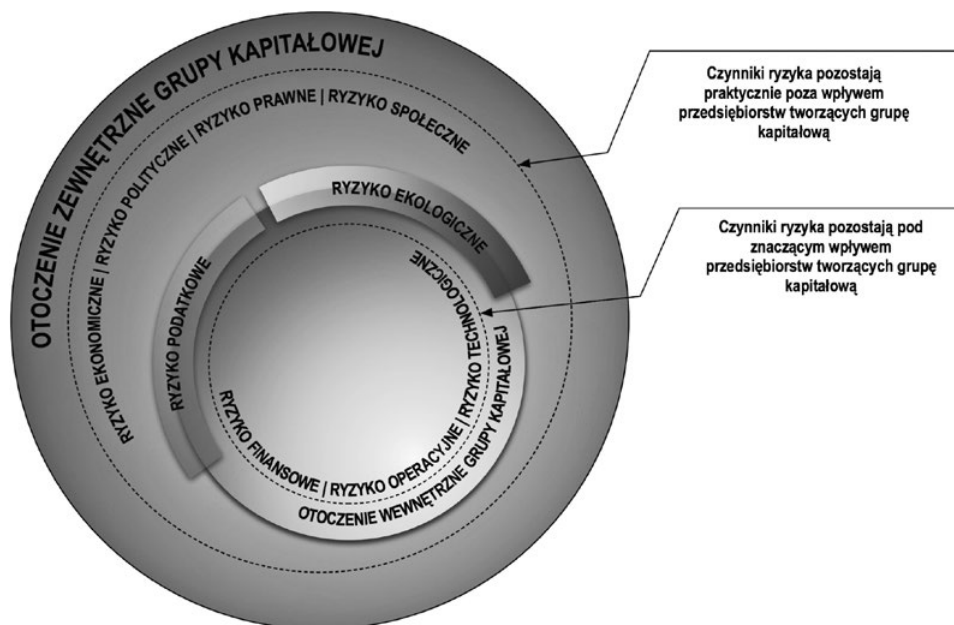 OTOCZENIE ZEWNĘTRZNE GRUPY KAPITAŁOWEJ
RYZYKO EKONOMICZNE | RYZYKO POLITYCZNE | RYZYKO PRAWNE | RYZYKO SPOŁECZNE
RYZYKO PODATKOWE
RYZYKO EKOLOGICZNE
RYZYKO FINANSOWE | RYZYKO OPERACYJNE | RYZYKO TECHNOLOGICZNE
OTOCZENIE WEWNĘTRZNE GRUPY KAPITAŁOWEJ
Czynniki ryzyka pozostają
praktycznie poza wpływem
przedsiębiorstw tworzących grupę
kapitałową
Czynniki ryzyka pozostają pod
znaczącym wpływem
przedsiębiorstw tworzących grupę
kapitałową